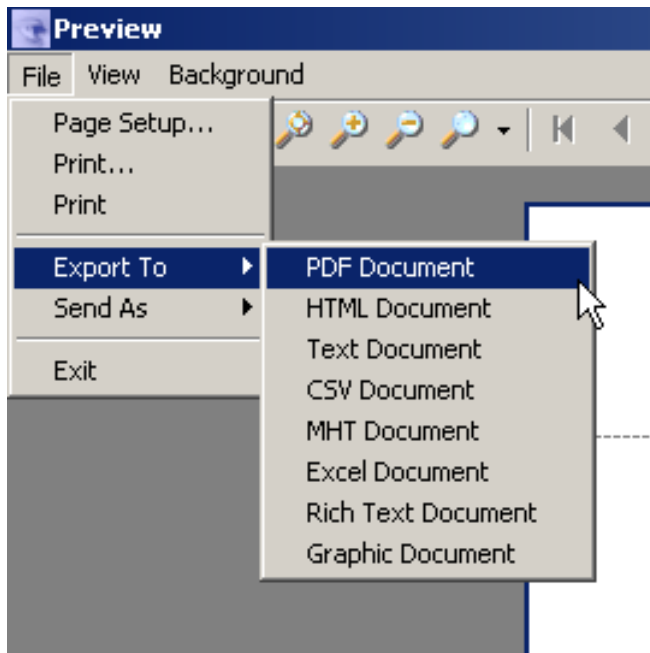 Preview
File View Background
Page Setup...
Print...
Print
Export To
Send As
Exit
PDF Document
HTML Document
Text Document
CSV Document
MHT Document
Excel Document
Rich Text Document
Graphic Document